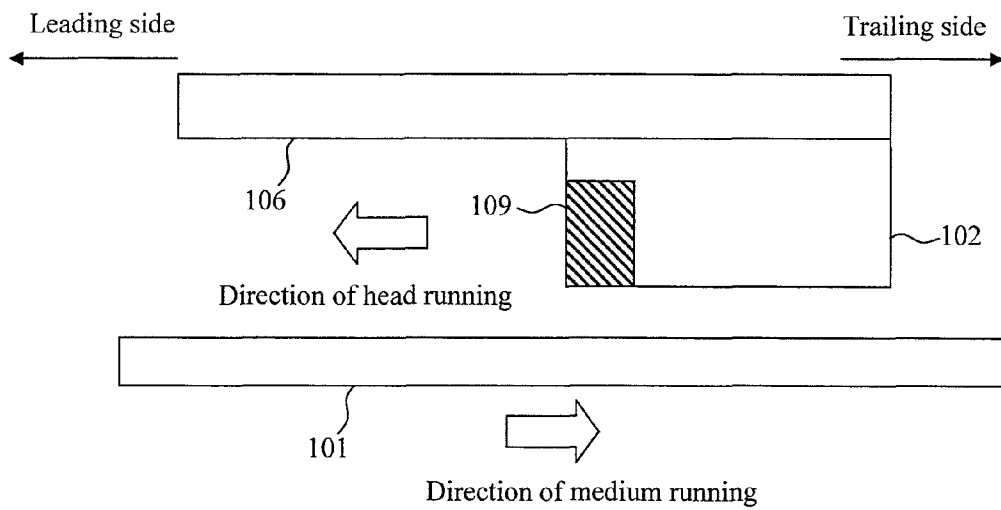 Leading side
Trailing side
106
109
102
Direction of head running
101
Direction of medium running